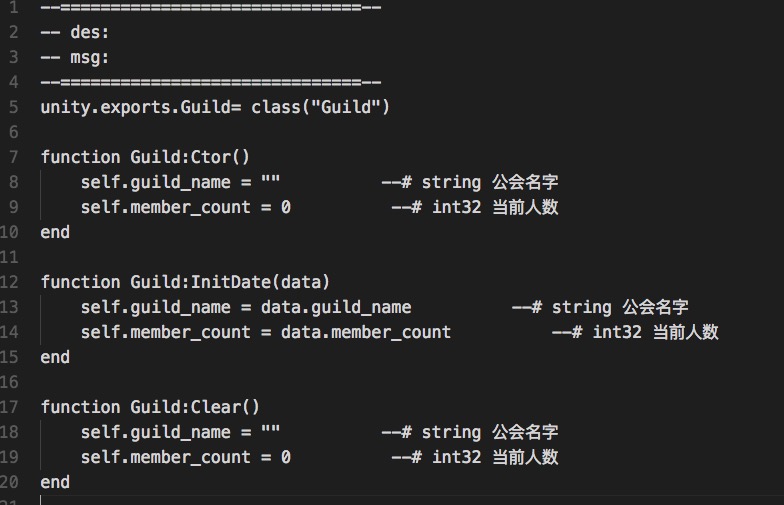 1 --==============================--
2 -- des:
3 -- msg:
4 --==============================--
5 unity.exports.Guild= class("Guild")
6
7 function Guild:Ctor()
8 self.guild_name = "" --# string 公会名字
9 self.member_count = 0 --# int32 当前人数
10 end
11
12 function Guild:InitDate(data)
13 self.guild_name = data.guild_name --# string 公会名字
14 self.member_count = data.member_count --# int32 当前人数
15 end
16
17 function Guild:Clear()
18 self.guild_name = "" --# string 公会名字
19 self.member_count = 0 --# int32 当前人数
20 end
21